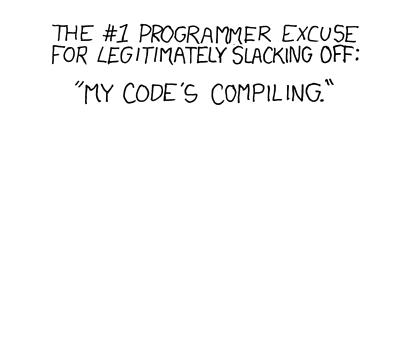 THE #1 PROGRAMMER EXCUSE
FOR LEGITIMATELY SLACKING OFF:
"MY CODE'S COMPILING."